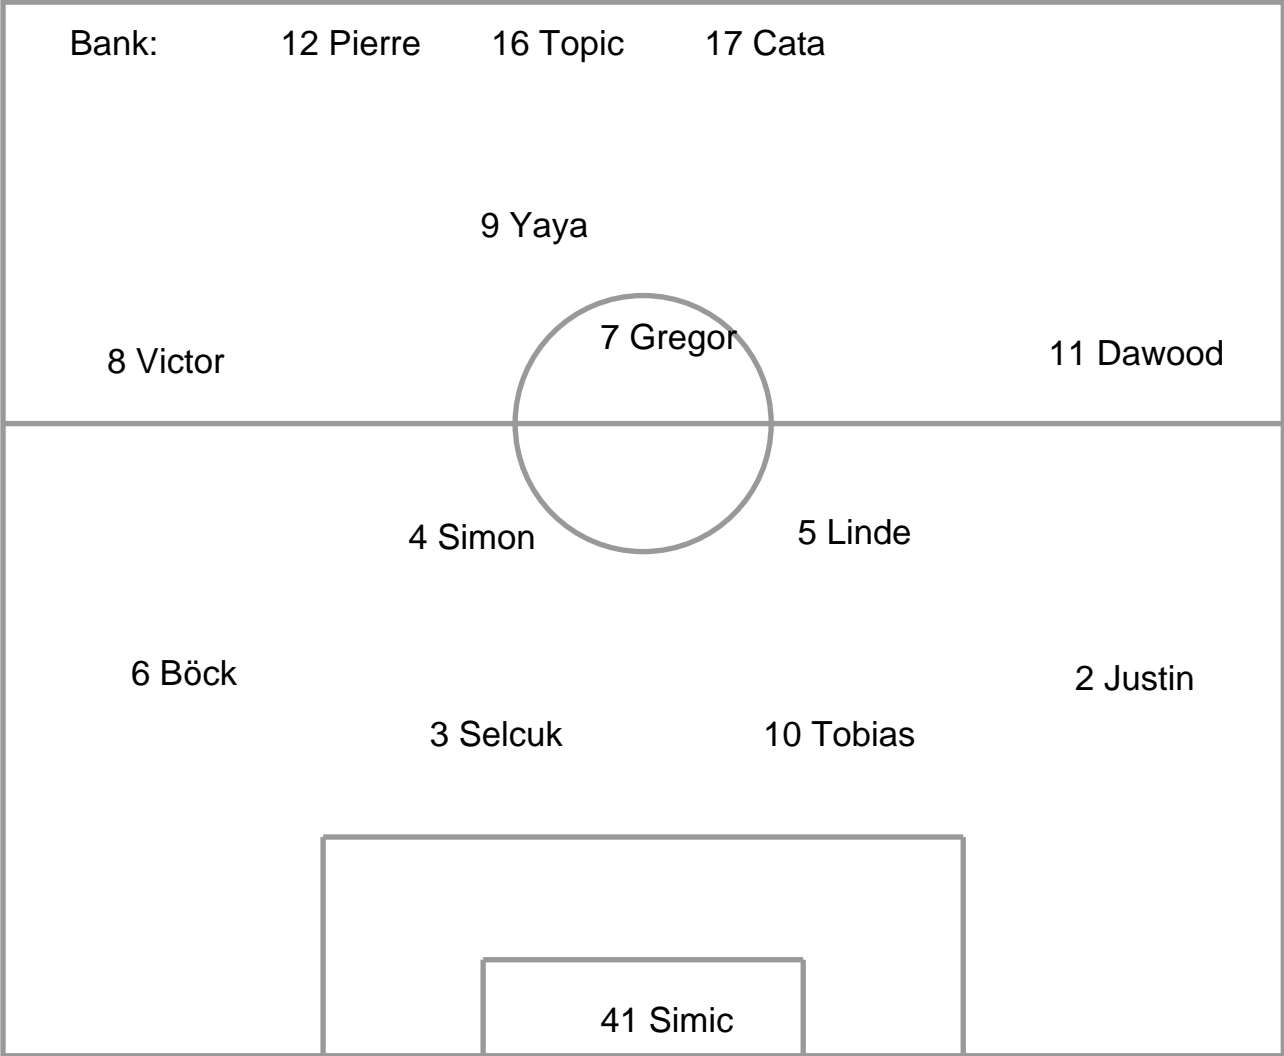 Bank: 12 Pierre 16 Topic 17 Cata
9 Yaya
7 Gregor
8 Victor 11 Dawood
4 Simon 5 Linde
6 Böck 2 Justin
3 Selcuk 10 Tobias
41 Simic